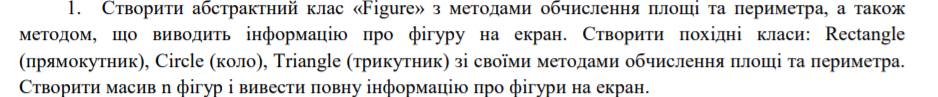 1. Створити абстрактний клас «Figure» з методами обчислення площі та периметра, а також
методом, що виводить інформацію про фігуру на екран. Створити похідні класи: Rectangle
(прямокутник), Circle (коло), Triangle (трикутник) зі своїми методами обчислення площі та периметра.
Створити масив n фігур і вивести повну інформацію про фігури на екран.